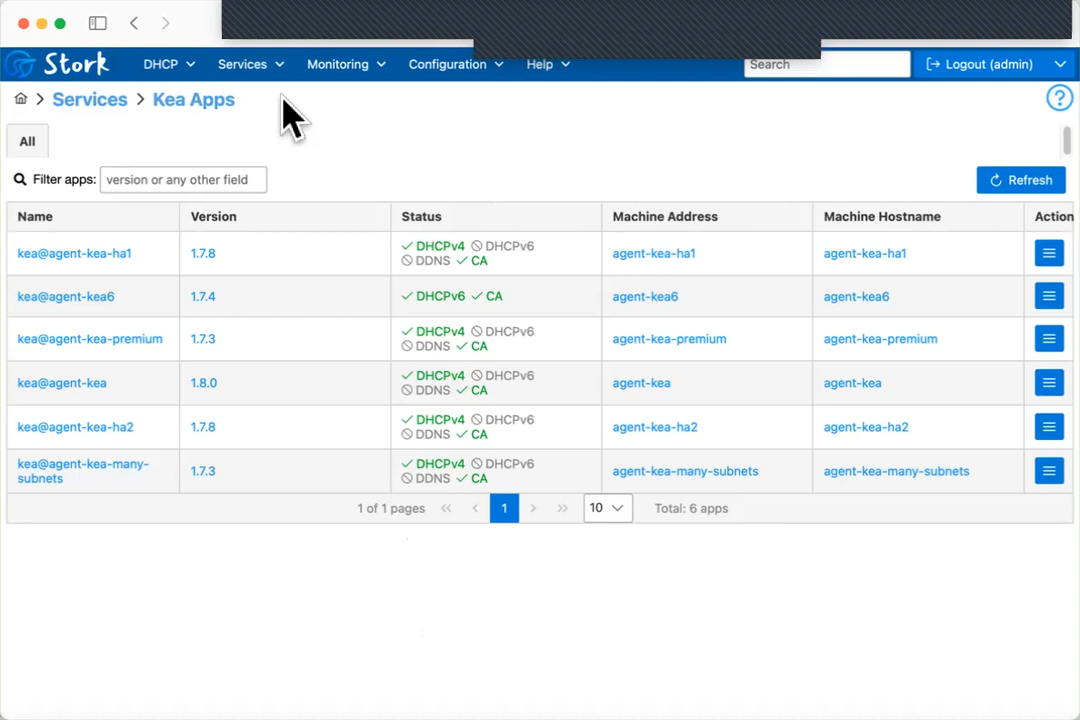 Stork DHCP Services Monitoring Configuration Help Search Logout (admin)
Services Kea Apps ?
All
Filter apps: version or any other field Refresh
Name Version Status Machine Address Machine Hostname Action
kea@agent-kea-ha1 1.7.8 DHCPv4 DHCPv6 DDNS CA agent-kea-ha1 agent-kea-ha1
kea@agent-kea6 1.7.4 DHCPv6 CA agent-kea6 agent-kea6
kea@agent-kea-premium 1.7.3 DHCPv4 DHCPv6 DDNS CA agent-kea-premium agent-kea-premium
kea@agent-kea 1.8.0 DHCPv4 DHCPv6 DDNS CA agent-kea agent-kea
kea@agent-kea-ha2 1.7.8 DHCPv4 DHCPv6 DDNS CA agent-kea-ha2 agent-kea-ha2
kea@agent-kea-many-subnets 1.7.3 DHCPv4 DHCPv6 DDNS CA agent-kea-many-subnets agent-kea-many-subnets
1 of 1 pages 1 10 Total: 6 apps